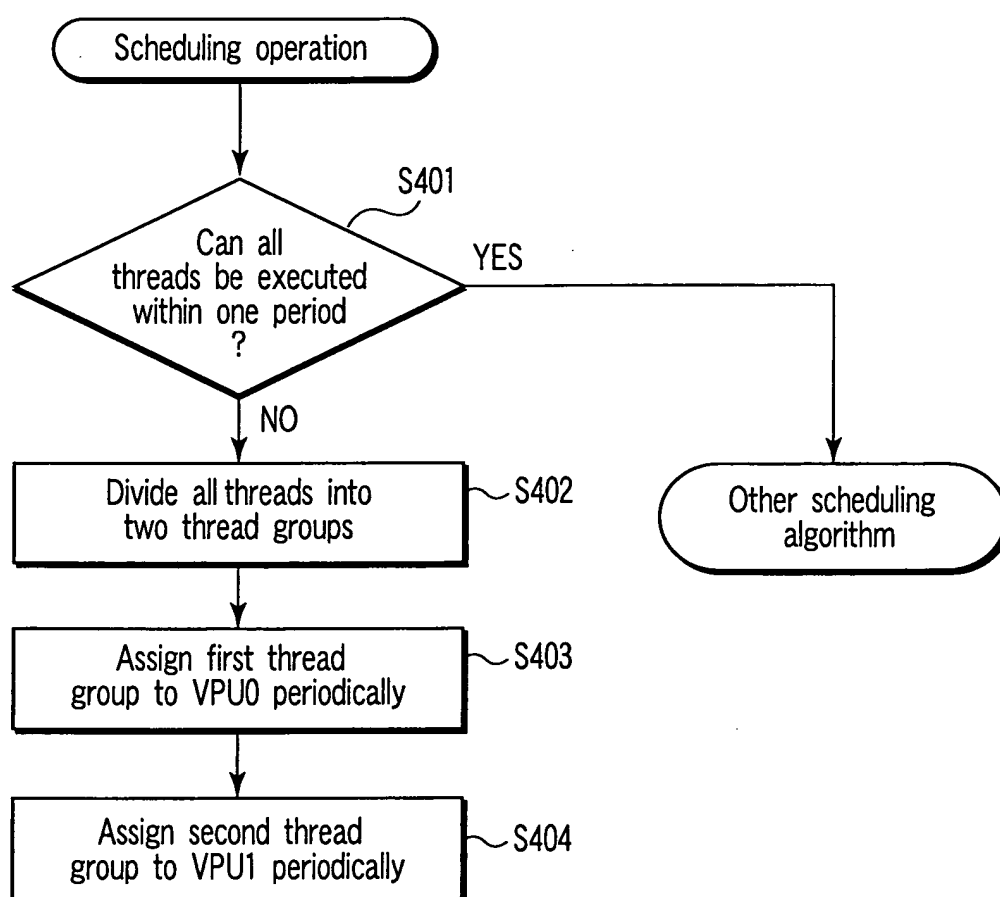 Scheduling operation
S401
Can all
threads be executed
within one period
?
YES
NO
Divide all threads into
two thread groups
S402
Other scheduling
algorithm
Assign first thread
group to VPU0 periodically
S403
Assign second thread
group to VPU1 periodically
S404